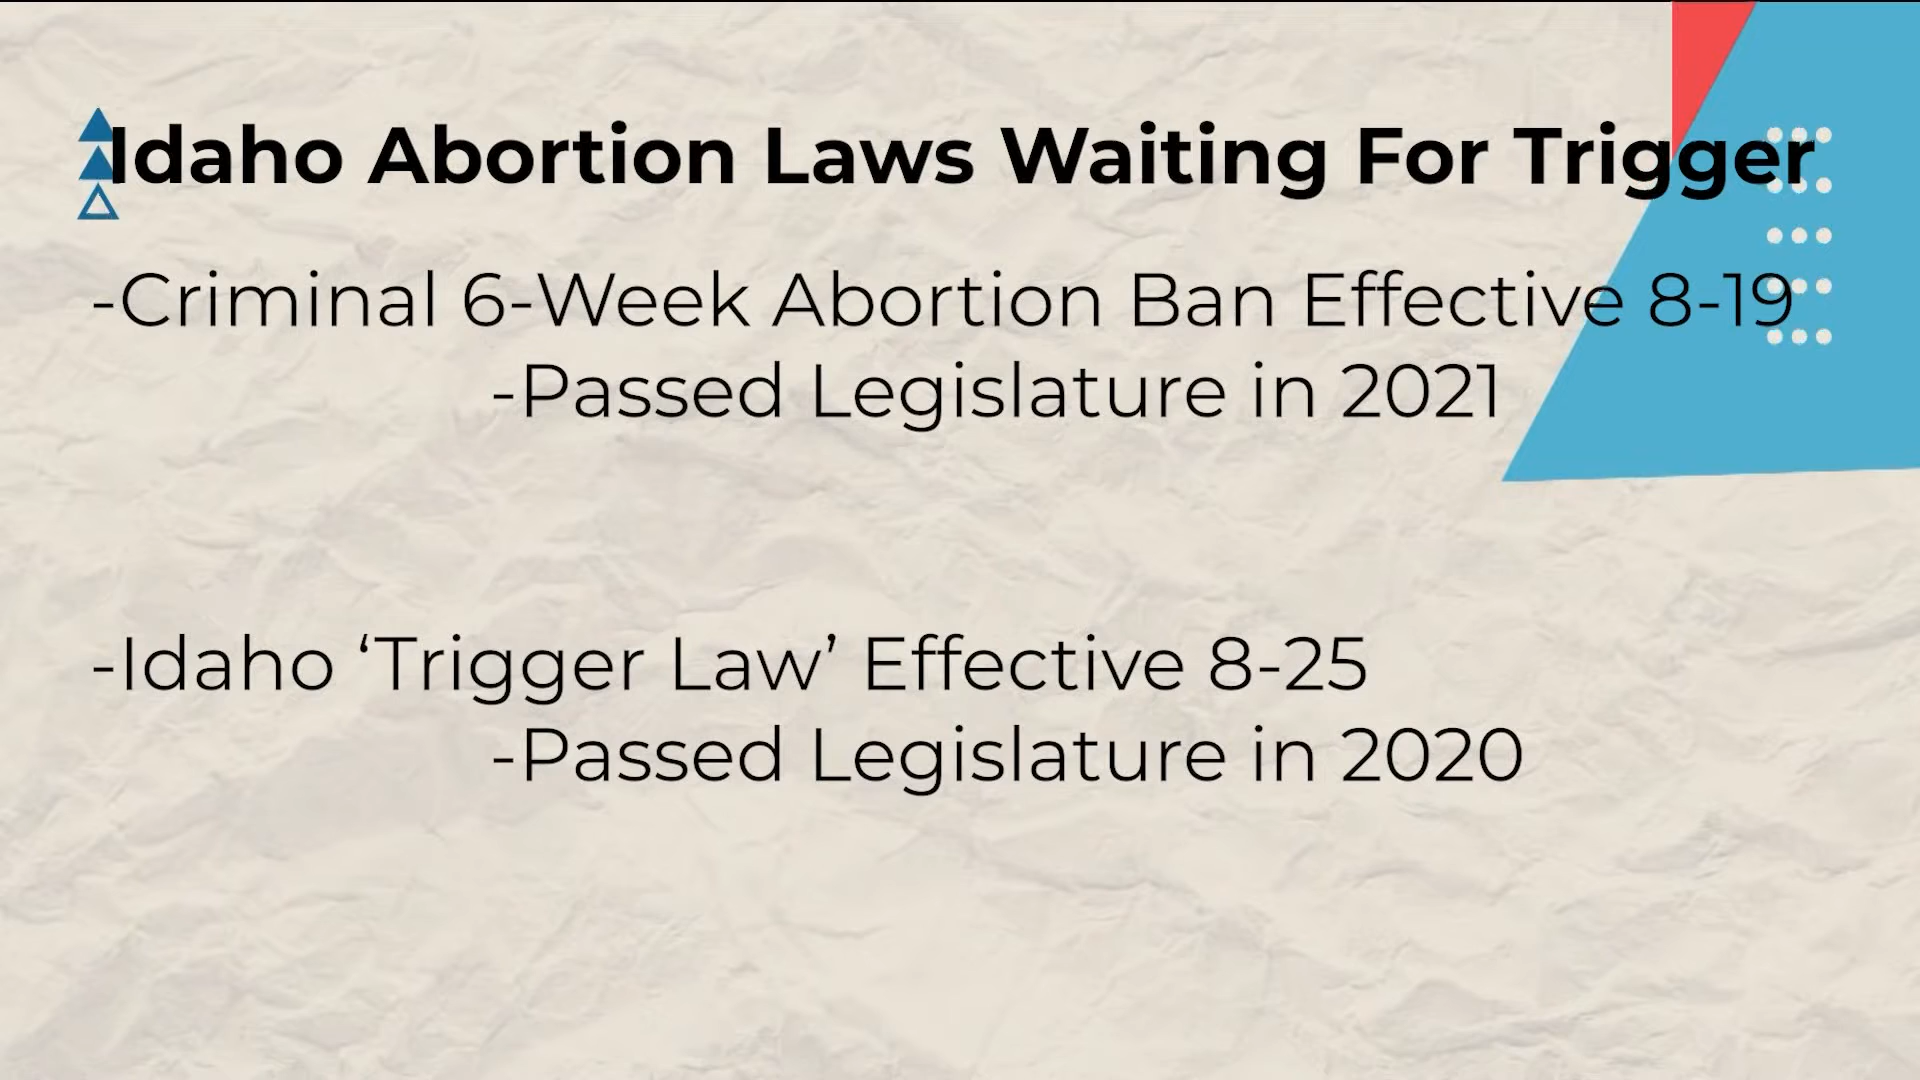 Idaho Abortion Laws Waiting For Trigger
-Criminal 6-Week Abortion Ban Effective 8-19
-Passed Legislature in 2021
-Idaho ‘Trigger Law’ Effective 8-25
-Passed Legislature in 2020